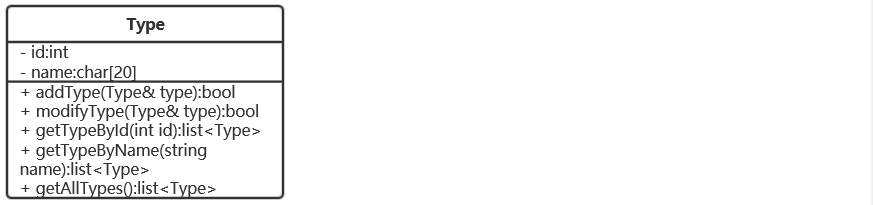 Type
- id:int
- name:char[20]
+ addType(Type& type):bool
+ modifyType(Type& type):bool
+ getTypeById(int id):list<Type>
+ getTypeByName(string
name):list<Type>
+ getAllTypes():list<Type>